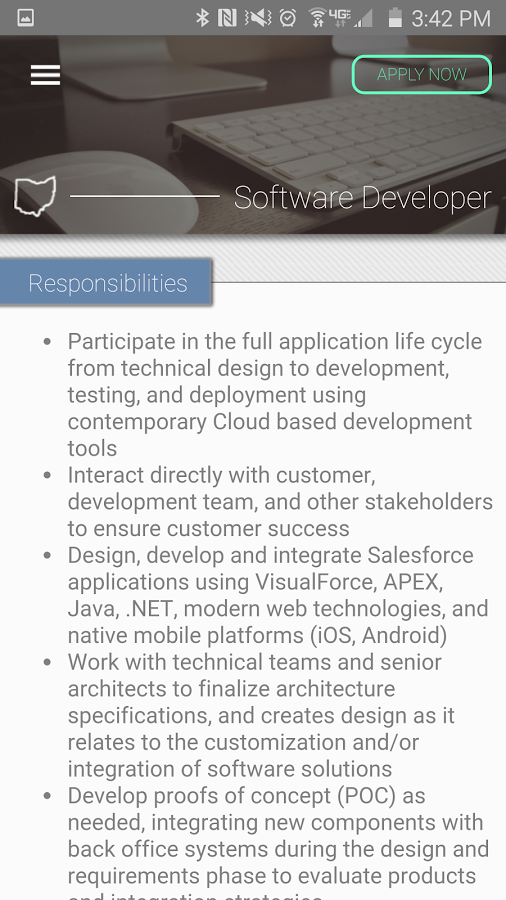 4G LTE
3:42 PM
APPLY NOW
Software Developer
Responsibilities
• Participate in the full application life cycle
from technical design to development,
testing, and deployment using
contemporary Cloud based development
tools
• Interact directly with customer,
development team, and other stakeholders
to ensure customer success
• Design, develop and integrate Salesforce
applications using VisualForce, APEX,
Java, .NET, modern web technologies, and
native mobile platforms (iOS, Android)
• Work with technical teams and senior
architects to finalize architecture
specifications, and creates design as it
relates to the customization and/or
integration of software solutions
• Develop proofs of concept (POC) as
needed, integrating new components with
back office systems during the design and
requirements phase to evaluate products
and integration strategies